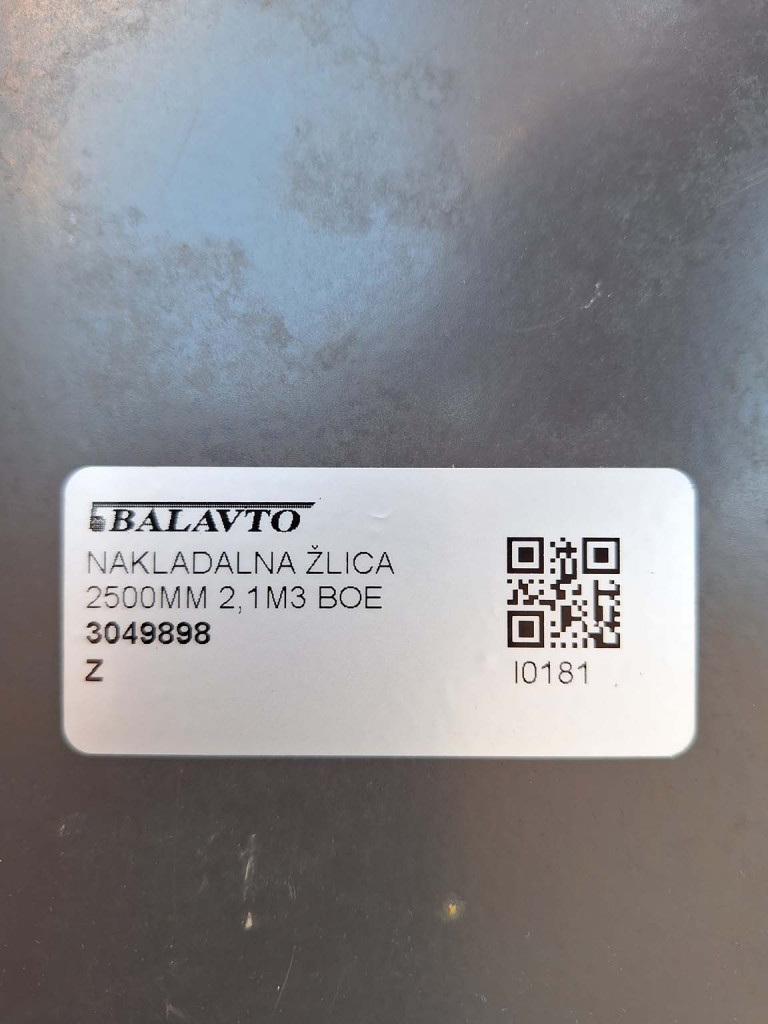 BALAVTO
NAKLADALNA ŽLICA
2500MM 2,1M3 BOE
3049898
Z
I0181